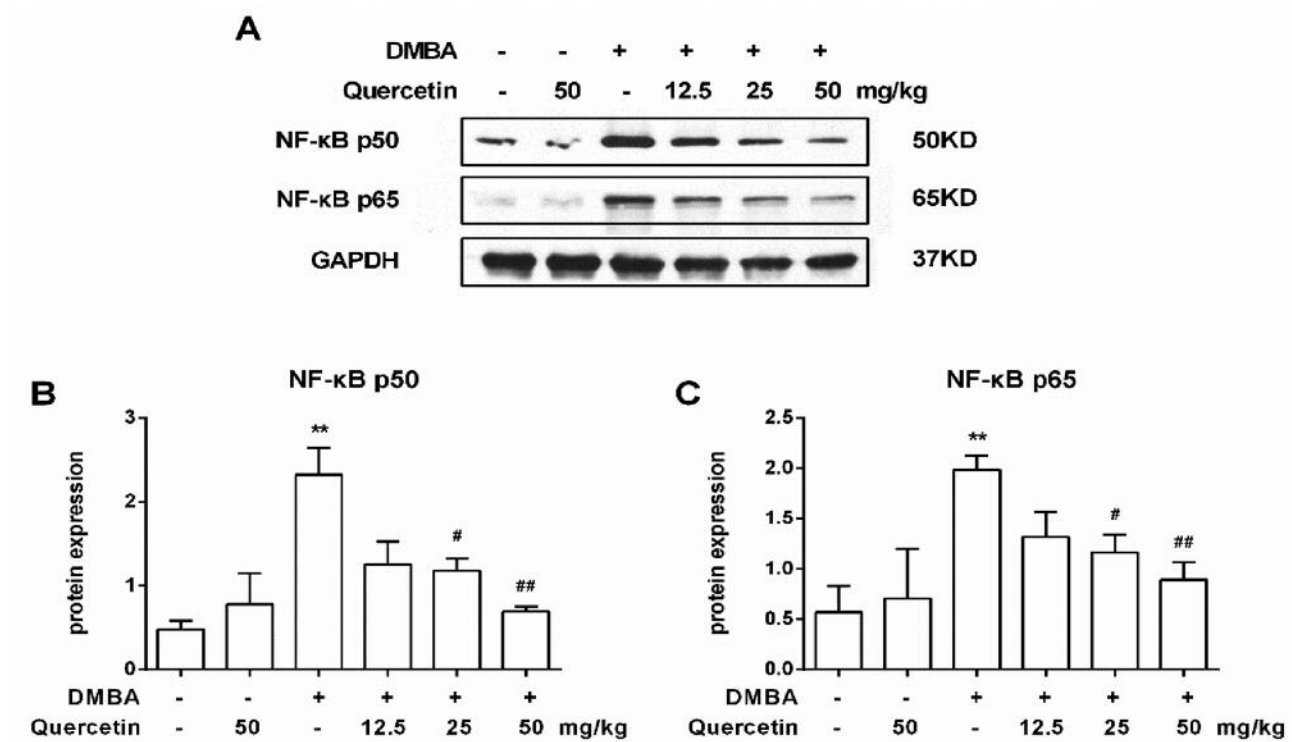 A
DMBA - - + + + +
Quercetin - 50 - 12.5 25 50 mg/kg
NF-κB p50 50KD
NF-κB p65 65KD
GAPDH 37KD
B
NF-κB p50
protein expression
3
2
1
0
**
#
##
DMBA - - + + + +
Quercetin - 50 - 12.5 25 50 mg/kg
C
NF-κB p65
protein expression
2.5
2.0
1.5
1.0
0.5
0.0
**
#
##
DMBA - - + + + +
Quercetin - 50 - 12.5 25 50 mg/kg